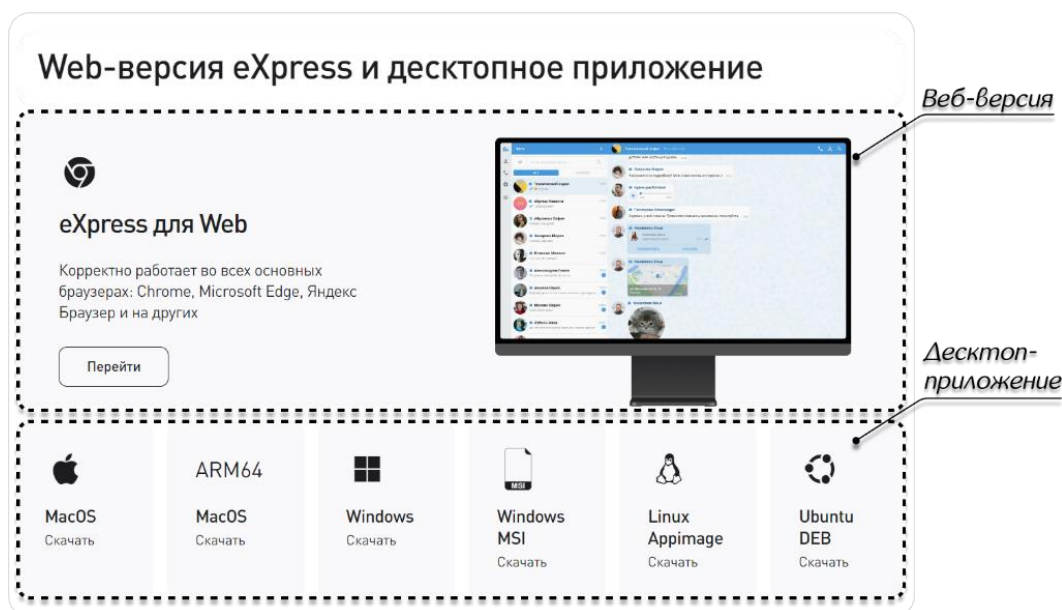 Web-версия eXpress и десктопное приложение
Веб-версия
eXpress для Web
Корректно работает во всех основных
браузерах: Chrome, Microsoft Edge, Яндекс
Браузер и на других
Перейти
Десктоп-
приложение
ARM64
MSI
MacOS
Скачать
MacOS
Скачать
Windows
Скачать
Windows
MSI
Скачать
Linux
Appimage
Скачать
Ubuntu
DEB
Скачать